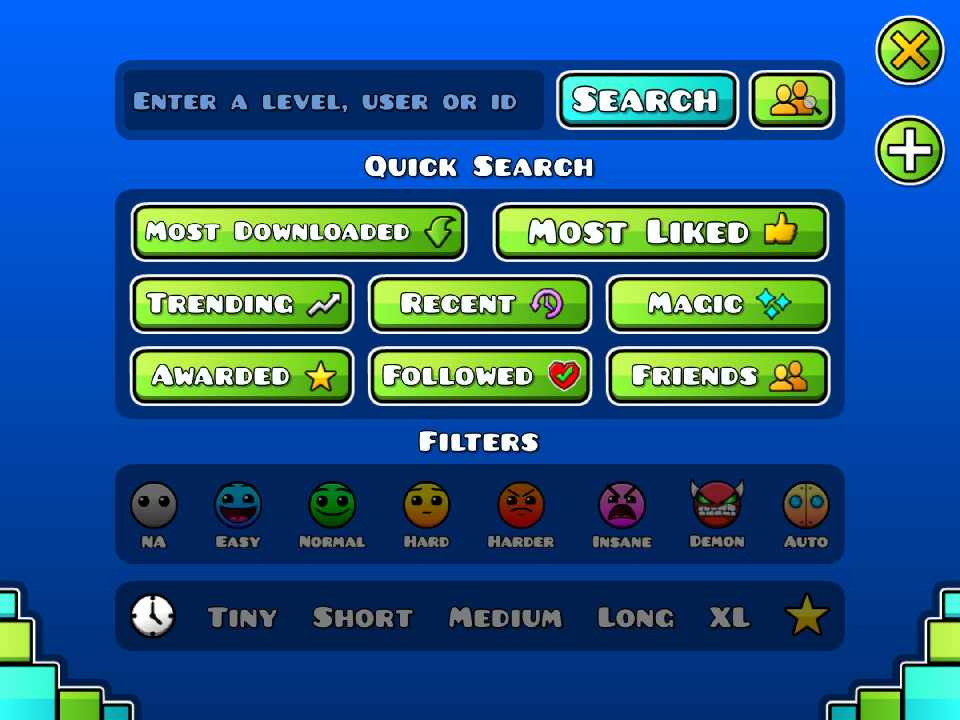 Enter a level, user or id
Search
Quick Search
Most Downloaded
Most Liked
Trending
Recent
Magic
Awarded
Followed
Friends
Filters
NA
Easy
Normal
Hard
Harder
Insane
Demon
Auto
Tiny
Short
Medium
Long
XL